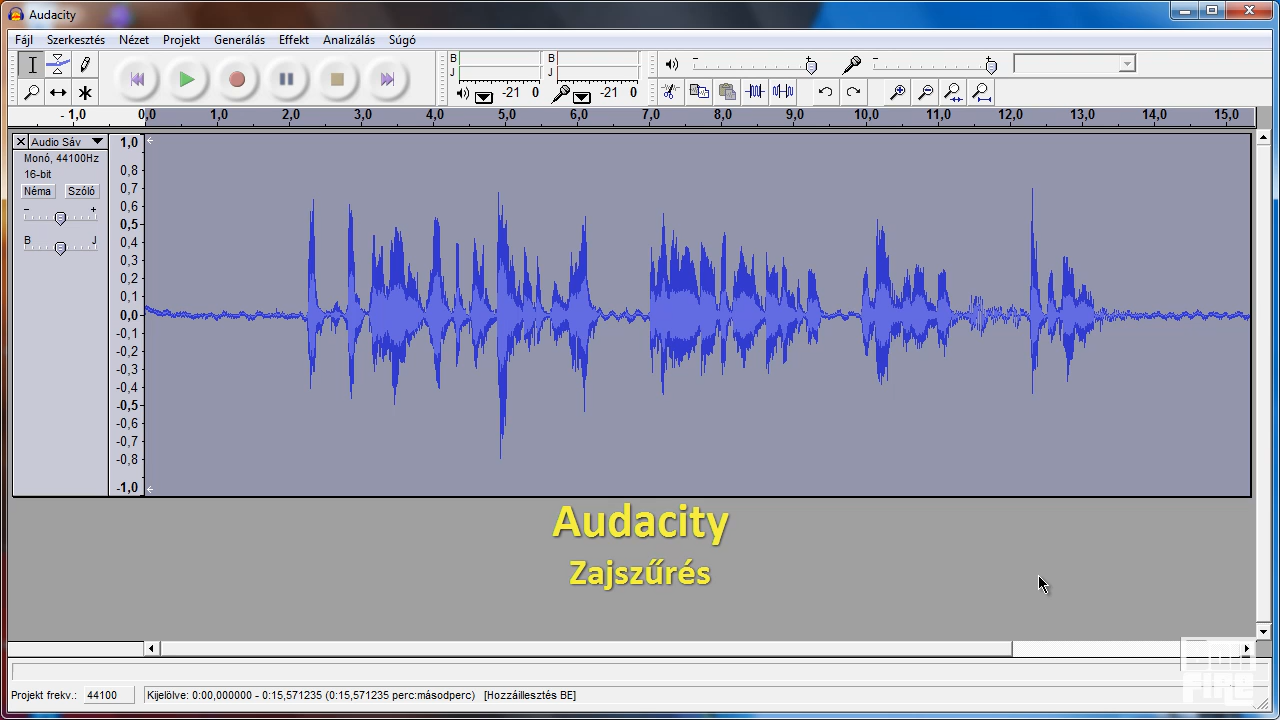 Audacity
Fájl Szerkesztés Nézet Projekt Generálás Effekt Analizálás Súgó
B
J
-21 0
B
J
-21 0
- 1,0 0,0 1,0 2,0 3,0 4,0 5,0 6,0 7,0 8,0 9,0 10,0 11,0 12,0 13,0 14,0 15,0
Audio Sáv
Monó, 44100Hz
16-bit
Néma Szóló
- +
B J
1,0
0,8
0,7
0,6
0,5
0,4
0,3
0,2
0,1
0,0
-0,1
-0,2
-0,3
-0,4
-0,5
-0,6
-0,7
-0,8
-1,0
Audacity
Zajszűrés
Projekt frekv.: 44100 Kijelölve: 0:00,000000 - 0:15,571235 (0:15,571235 perc:másodperc) [Hozzáillesztés BE]
FIRE